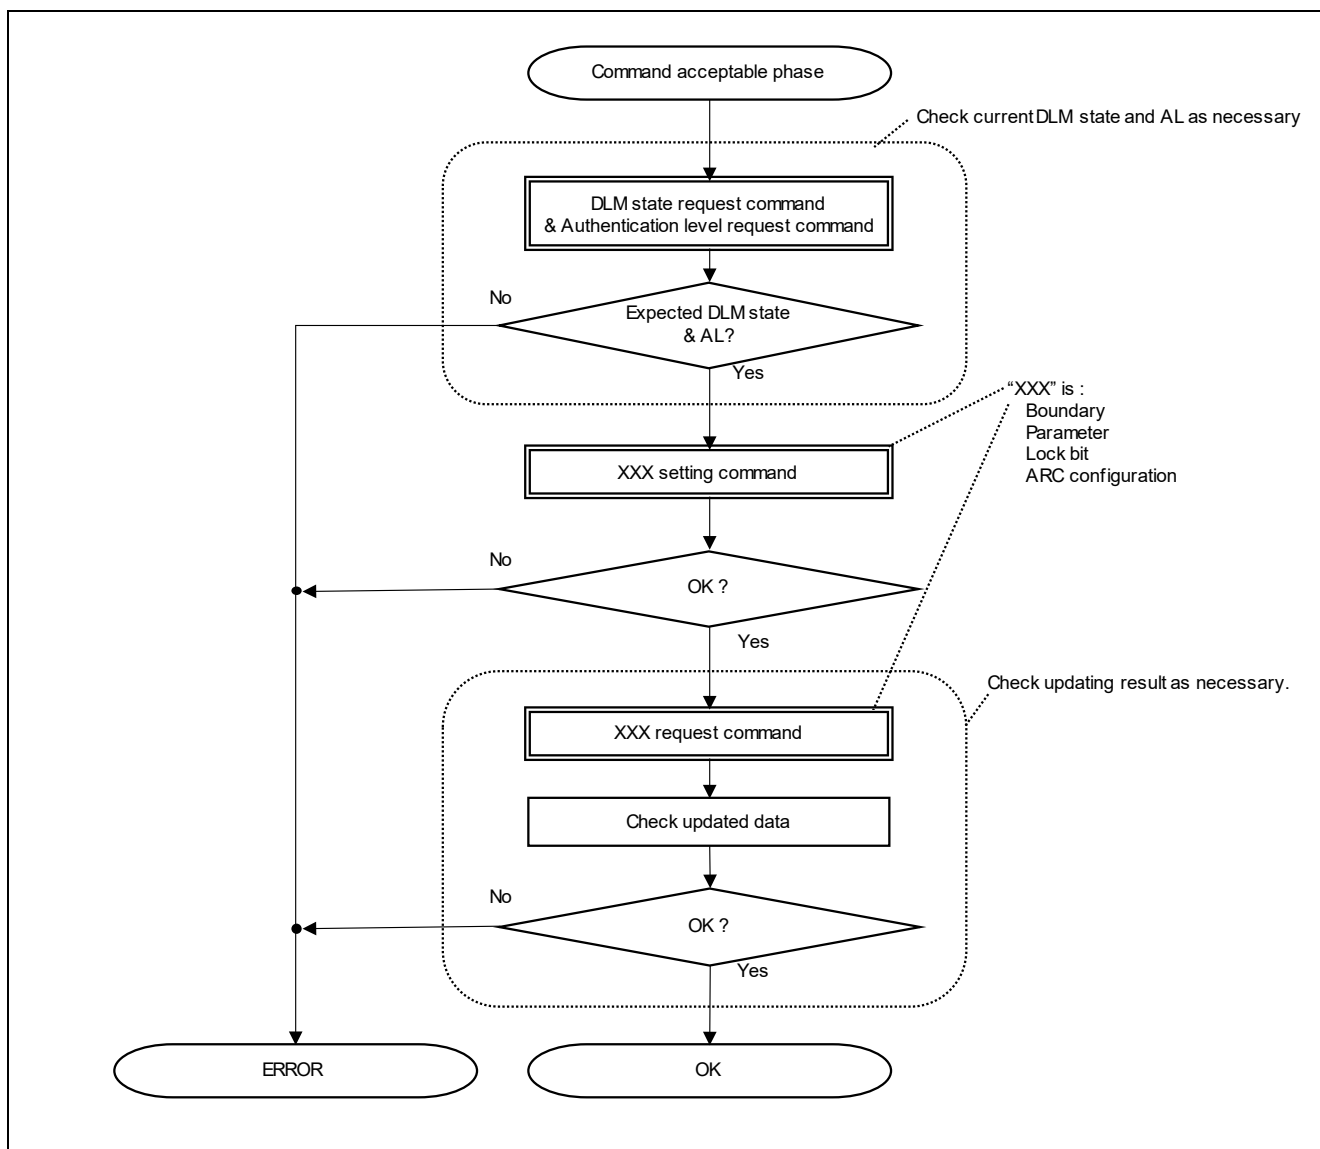 Command acceptable phase
Check current DLM state and AL as necessary
DLM state request command
& Authentication level request command
No
Expected DLM state
& AL?
Yes
“XXX” is :
Boundary
Parameter
Lock bit
ARC configuration
XXX setting command
No
OK ?
Yes
Check updating result as necessary.
XXX request command
Check updated data
No
OK ?
Yes
ERROR
OK